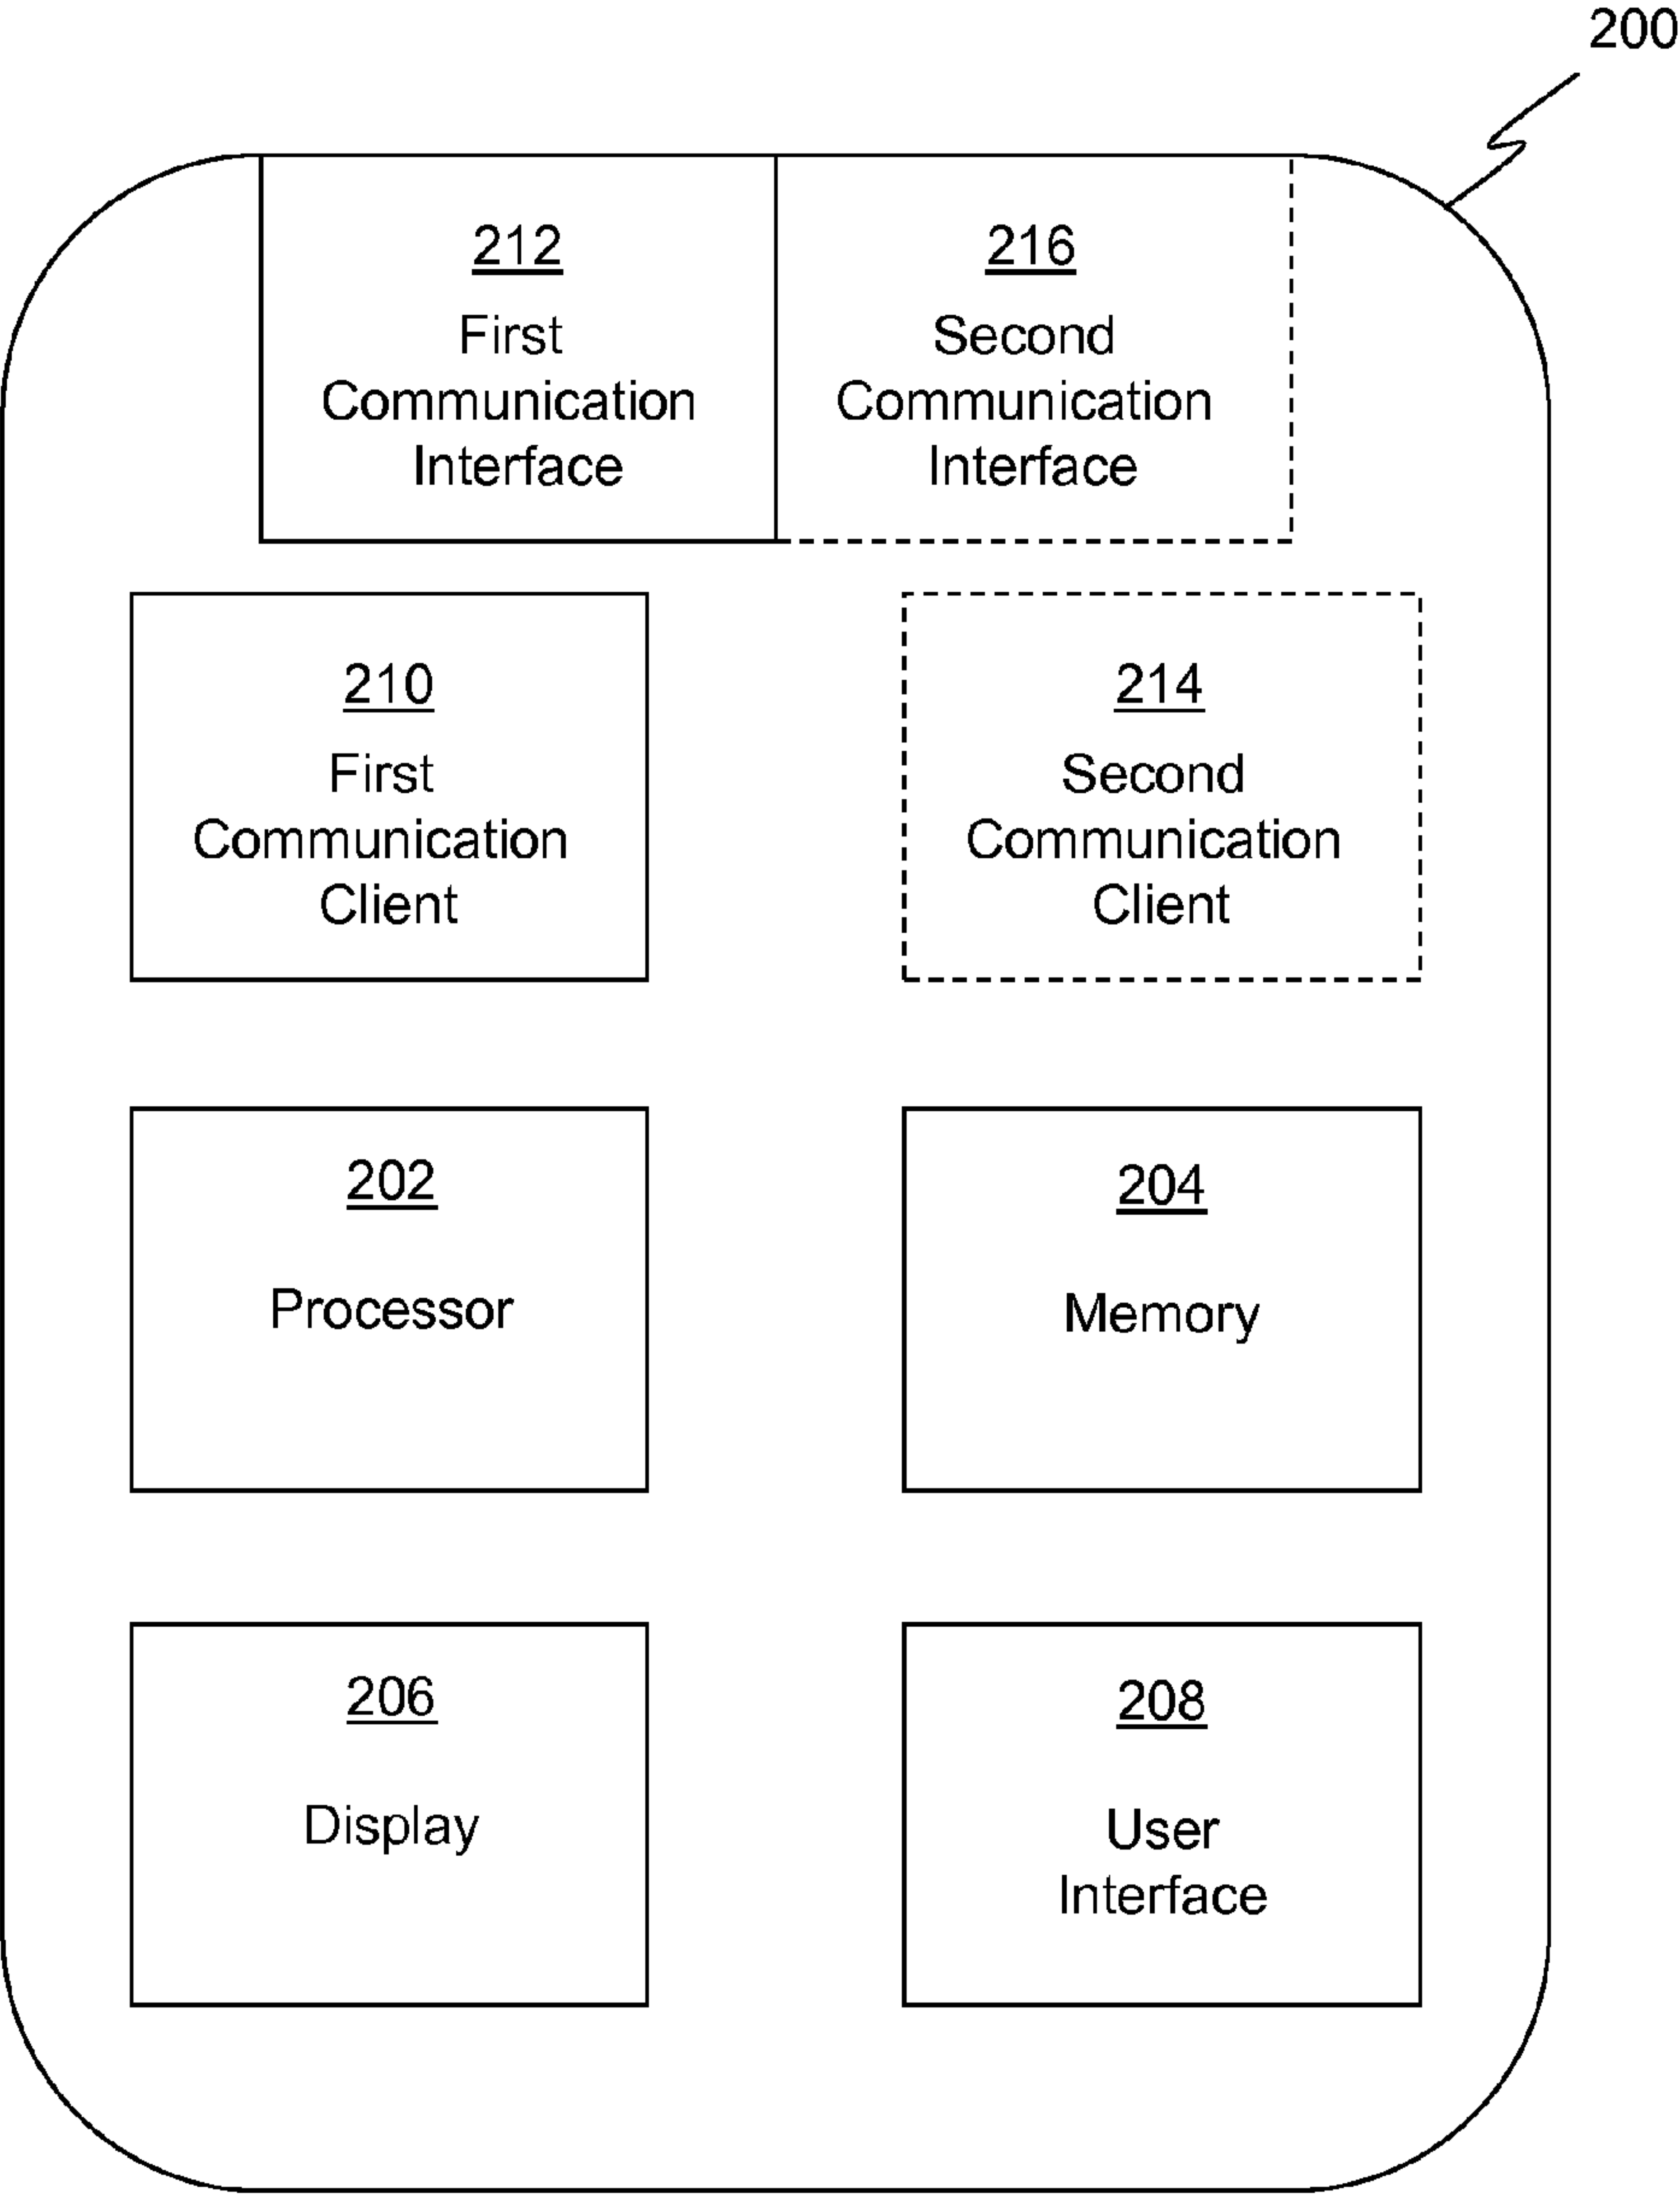 200
212
First
Communication
Interface
216
Second
Communication
Interface
210
First
Communication
Client
214
Second
Communication
Client
202
Processor
204
Memory
206
Display
208
User
Interface